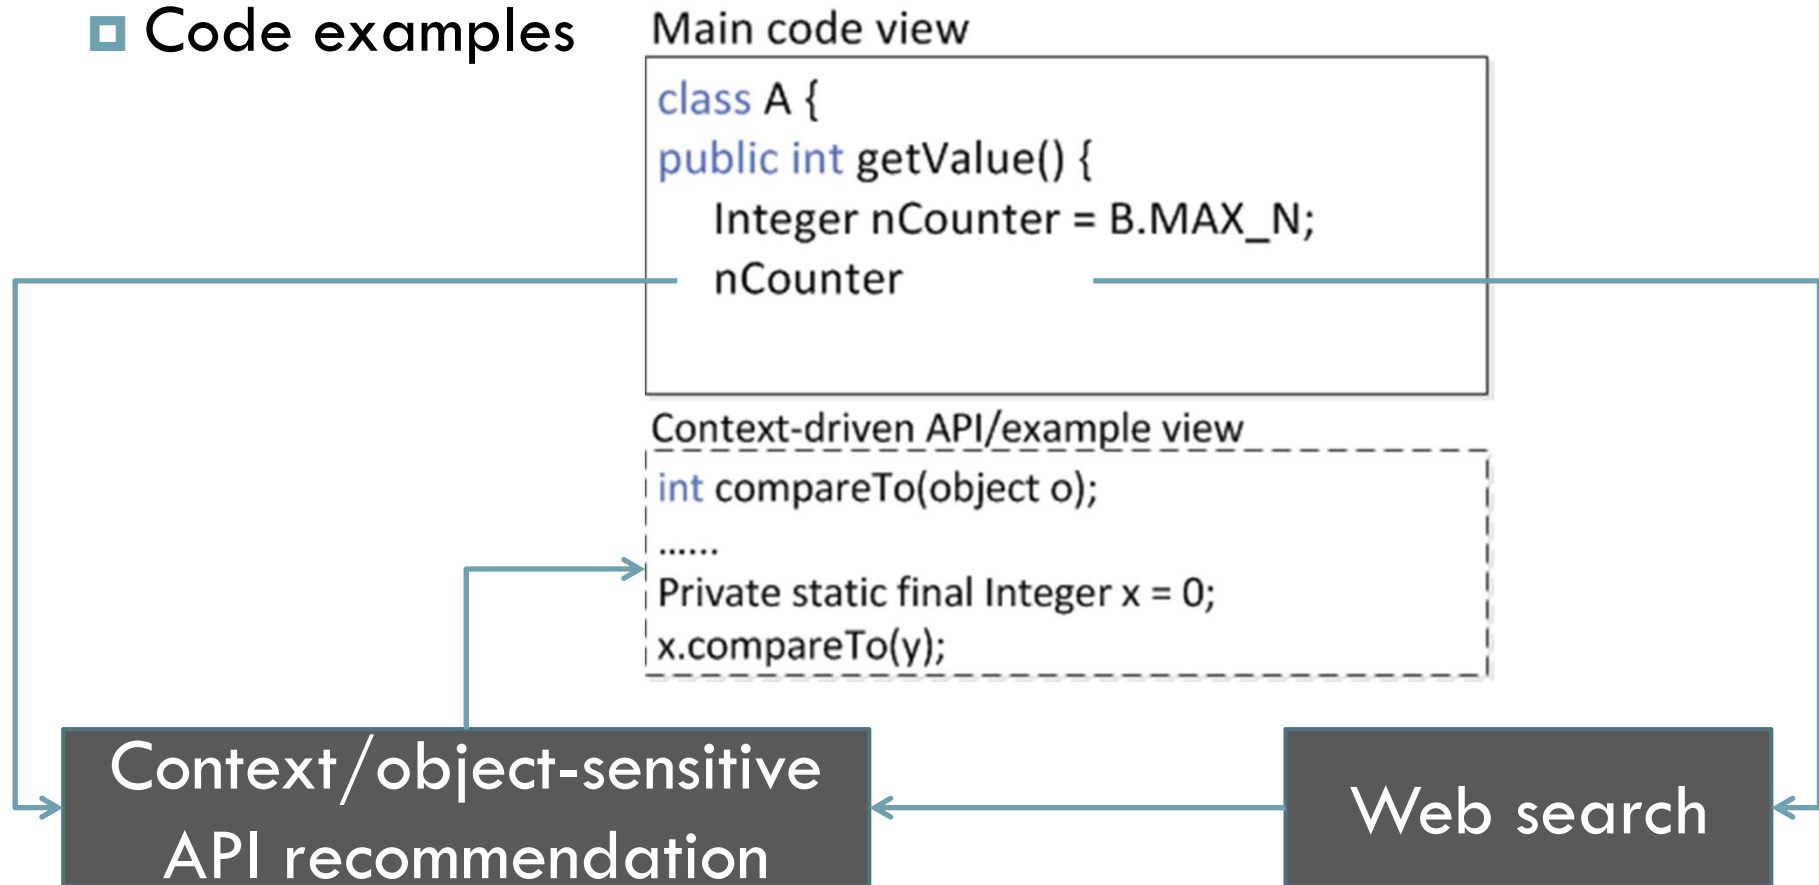 Code examples
Main code view
class A {
public int getValue() {
Integer nCounter = B.MAX_N;
nCounter
Context-driven API/example view
int compareTo(object o);
......
Private static final Integer x = 0;
x.compareTo(y);
Context/object-sensitive
API recommendation
Web search